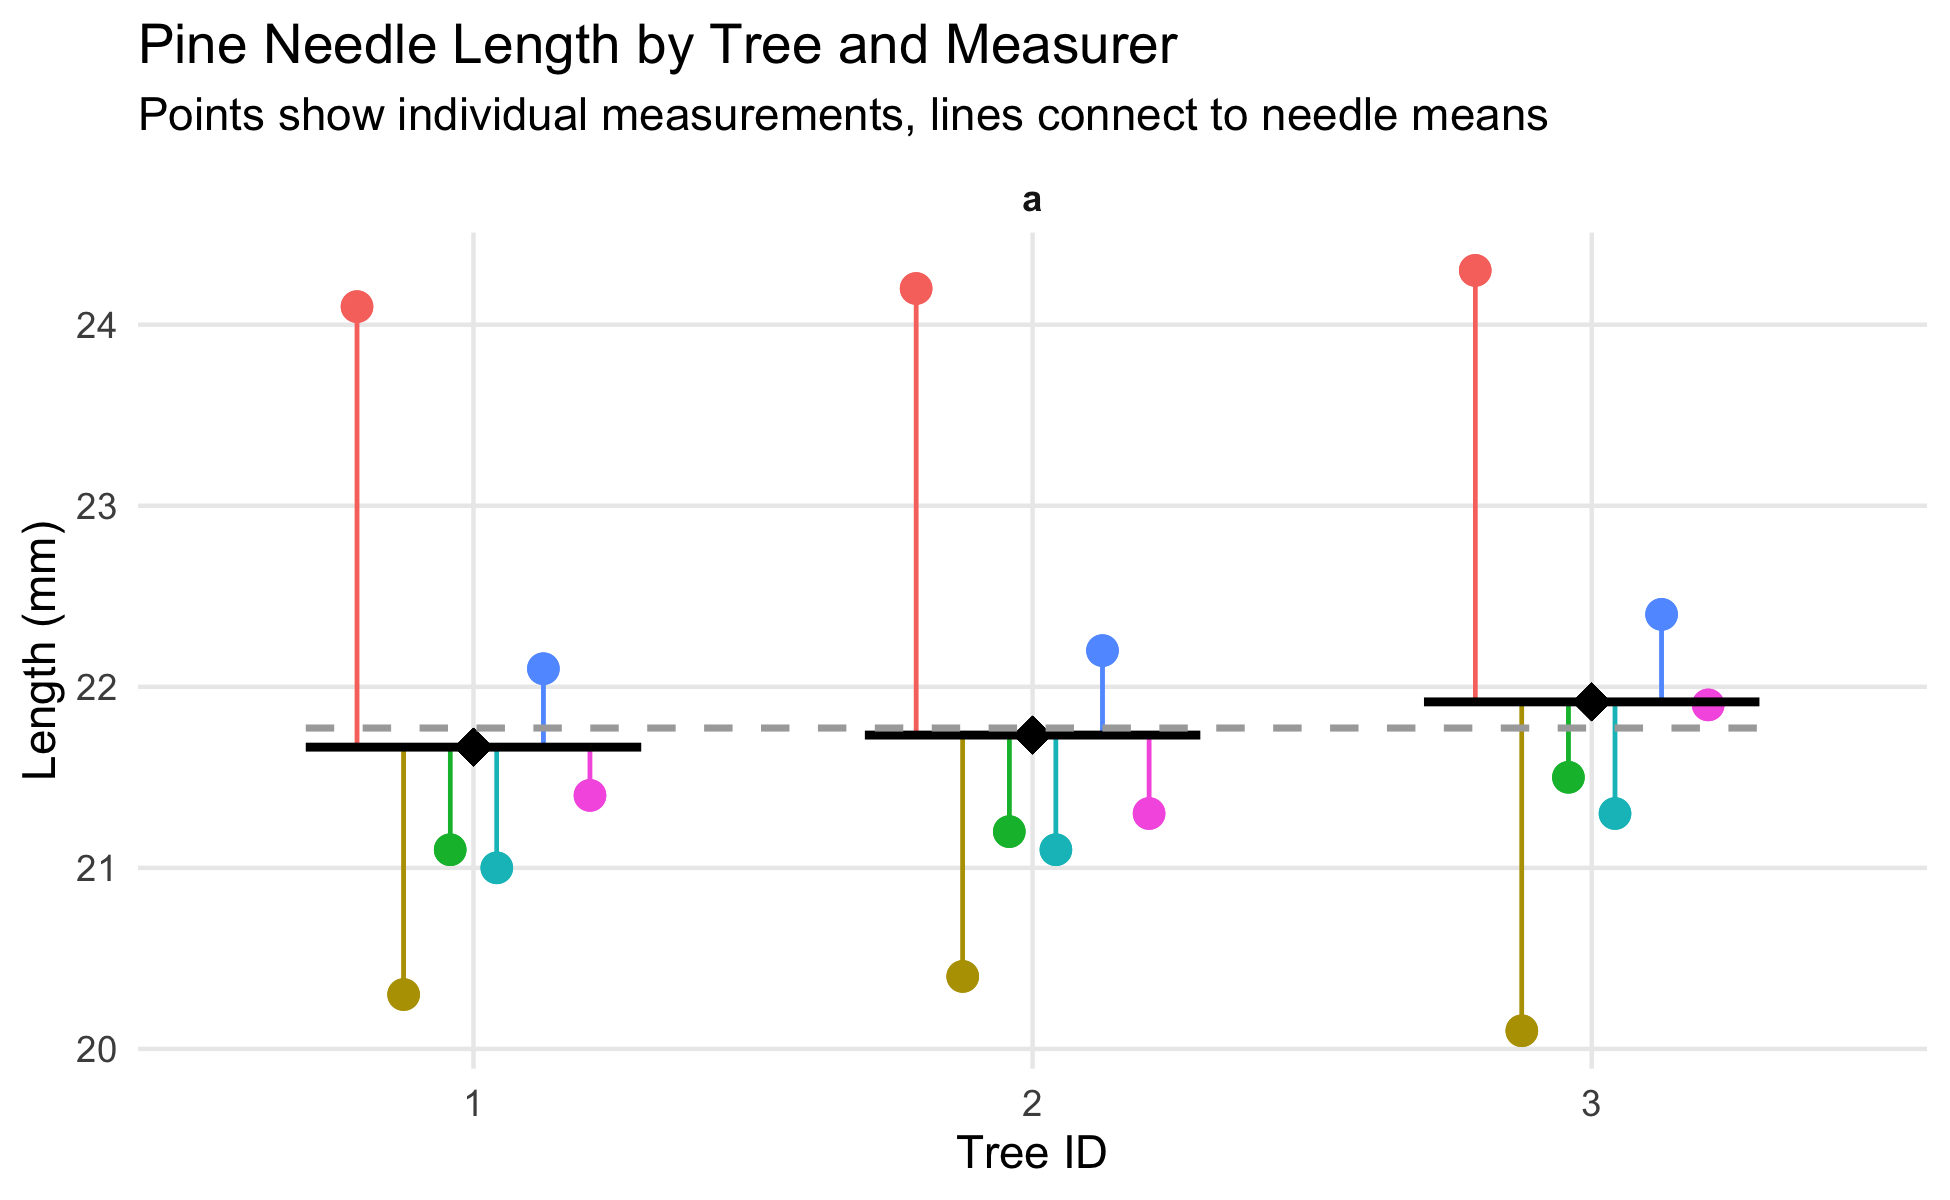 Pine Needle Length by Tree and Measurer
Points show individual measurements, lines connect to needle means
a
Length (mm)
24
23
22
21
20
1 2 3
Tree ID